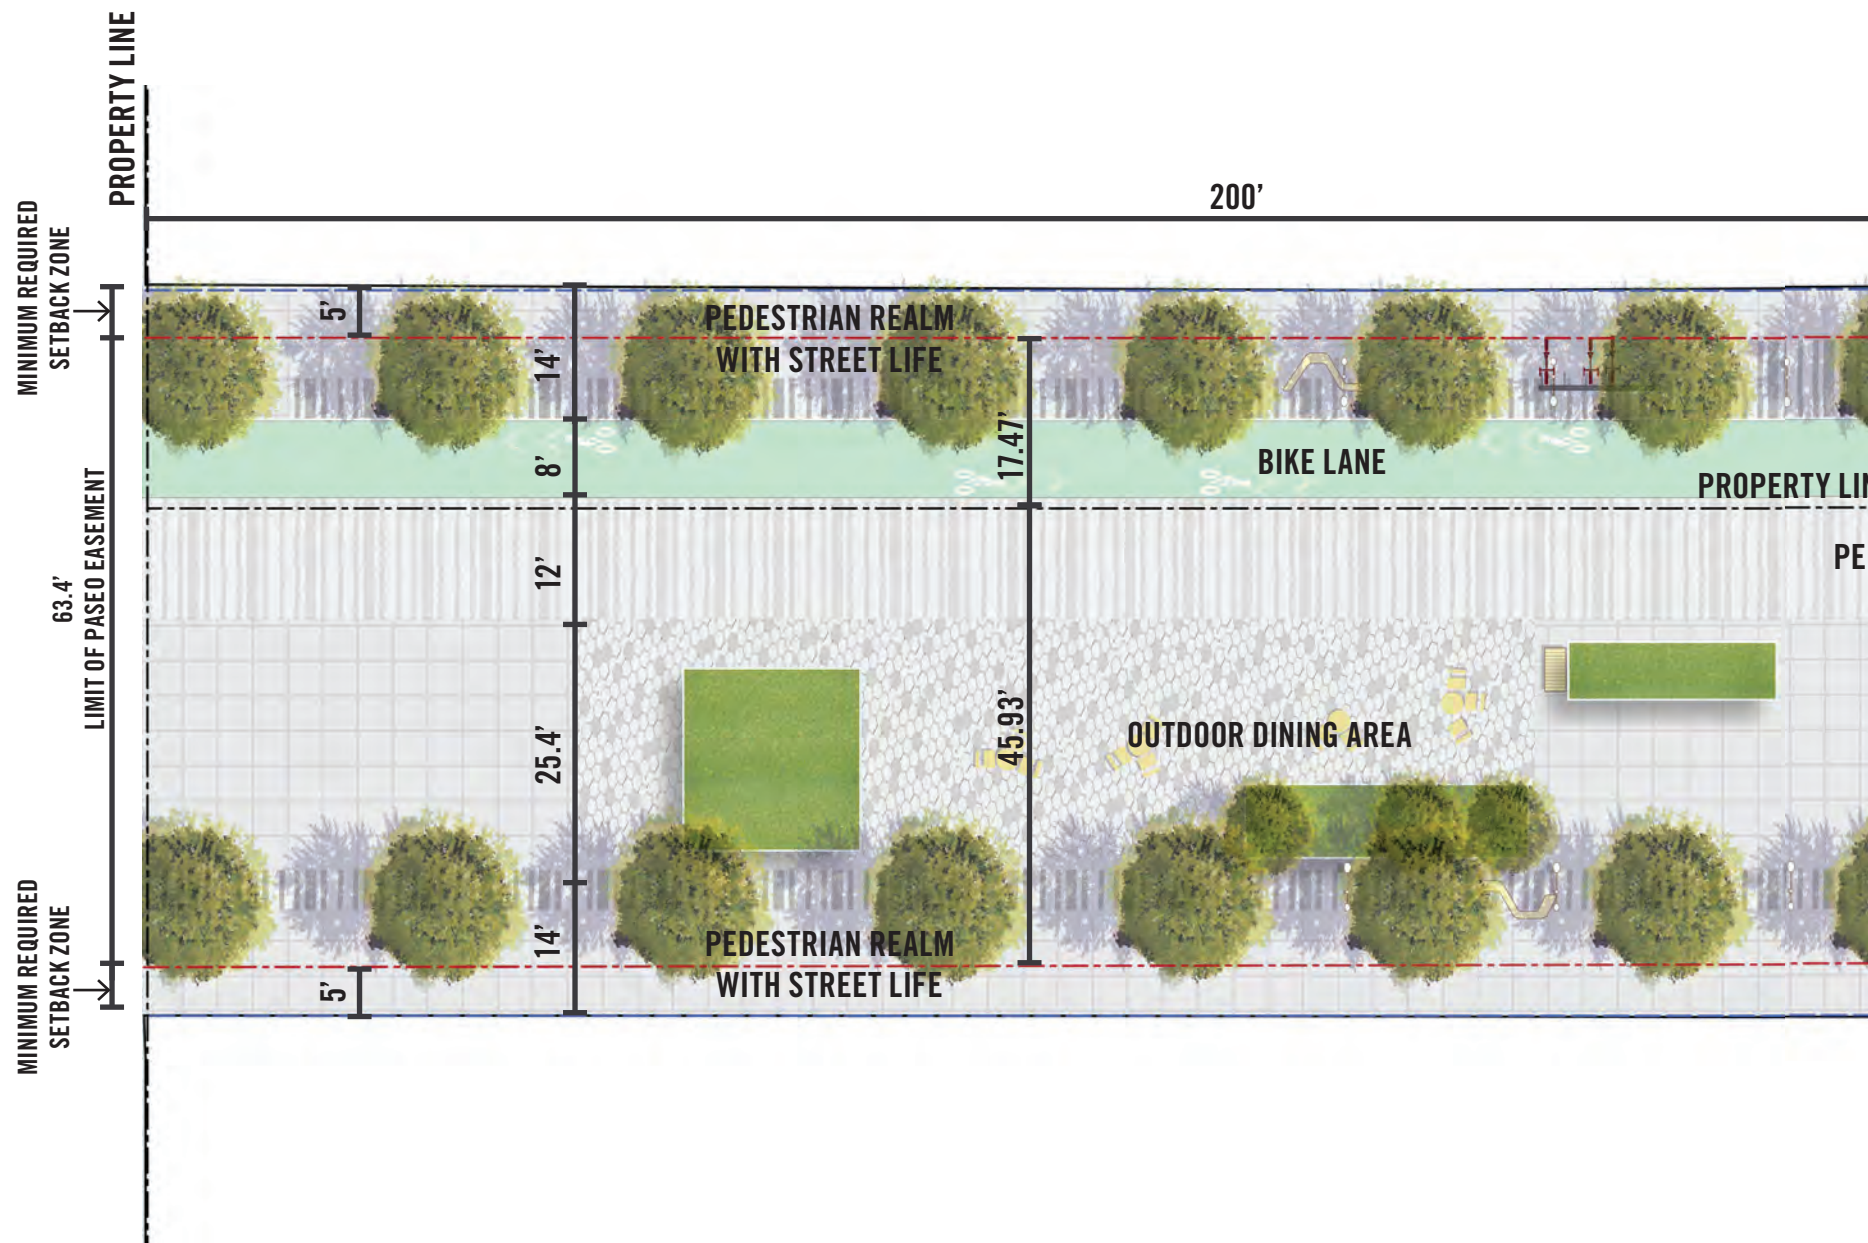 PROPERTY LINE
200’
MINIMUM REQUIRED
SETBACK ZONE
5’
PEDESTRIAN REALM
WITH STREET LIFE
14’
17.47’
8’
BIKE LANE
PROPERTY LIN
63.4’
LIMIT OF PASEO EASEMENT
12’
PE
25.4’
45.93’
OUTDOOR DINING AREA
MINIMUM REQUIRED
SETBACK ZONE
14’
PEDESTRIAN REALM
WITH STREET LIFE
5’